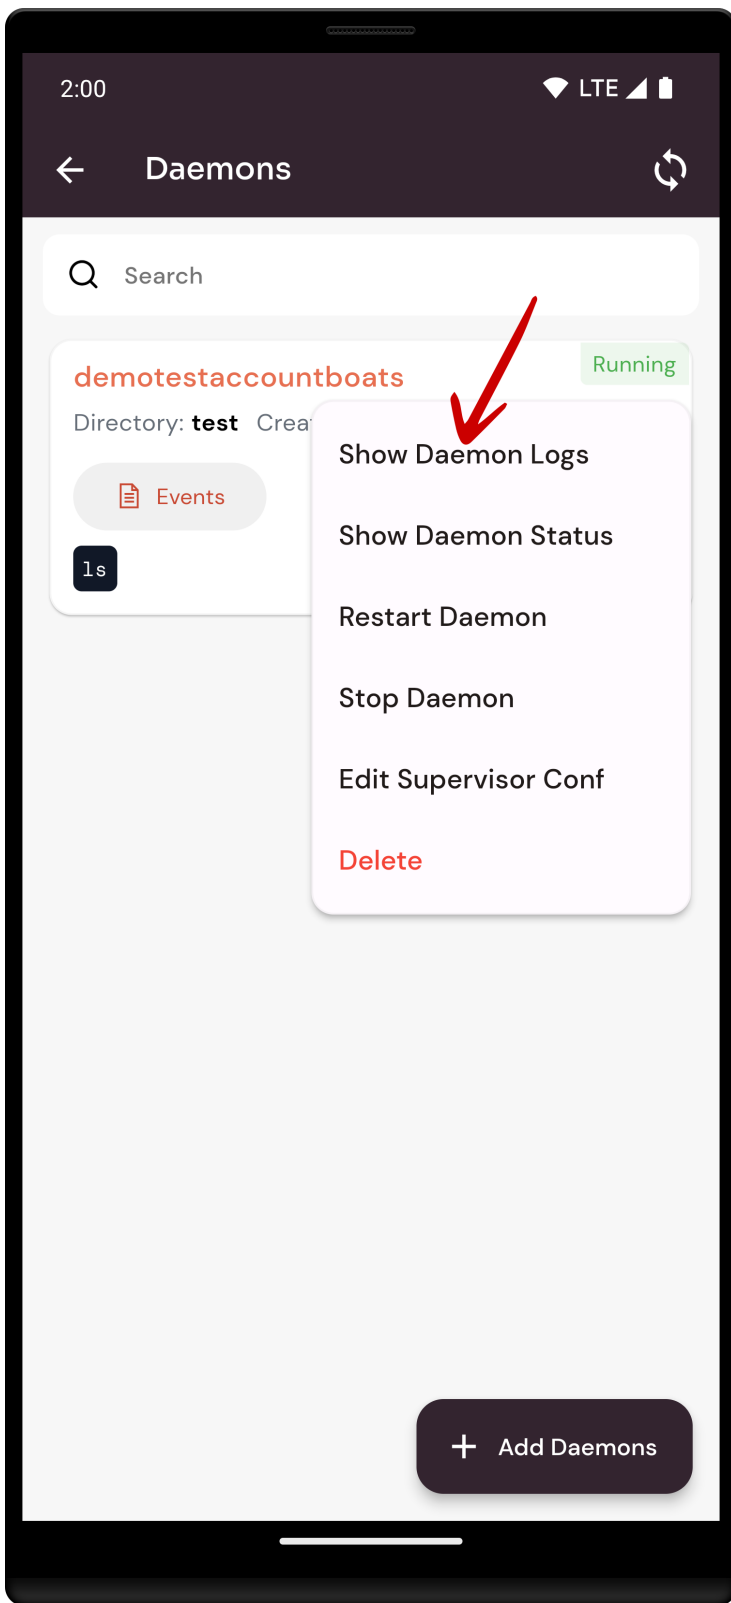 2:00 LTE
Daemons
Search
demotestaccountboats Running
Directory: test Crea
Show Daemon Logs
Events
Show Daemon Status
ls
Restart Daemon
Stop Daemon
Edit Supervisor Conf
Delete
+ Add Daemons